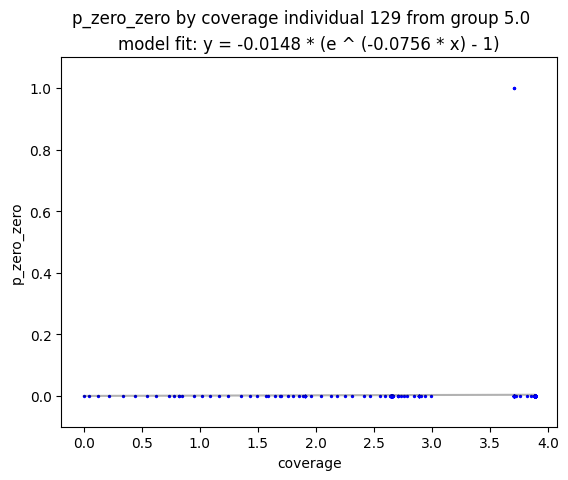 p_zero_zero by coverage individual 129 from group 5.0
model fit: y = -0.0148 * (e ^ (-0.0756 * x) - 1)
1.0
0.8
0.6
0.4
0.2
0.0
p_zero_zero
0.0 0.5 1.0 1.5 2.0 2.5 3.0 3.5 4.0
coverage